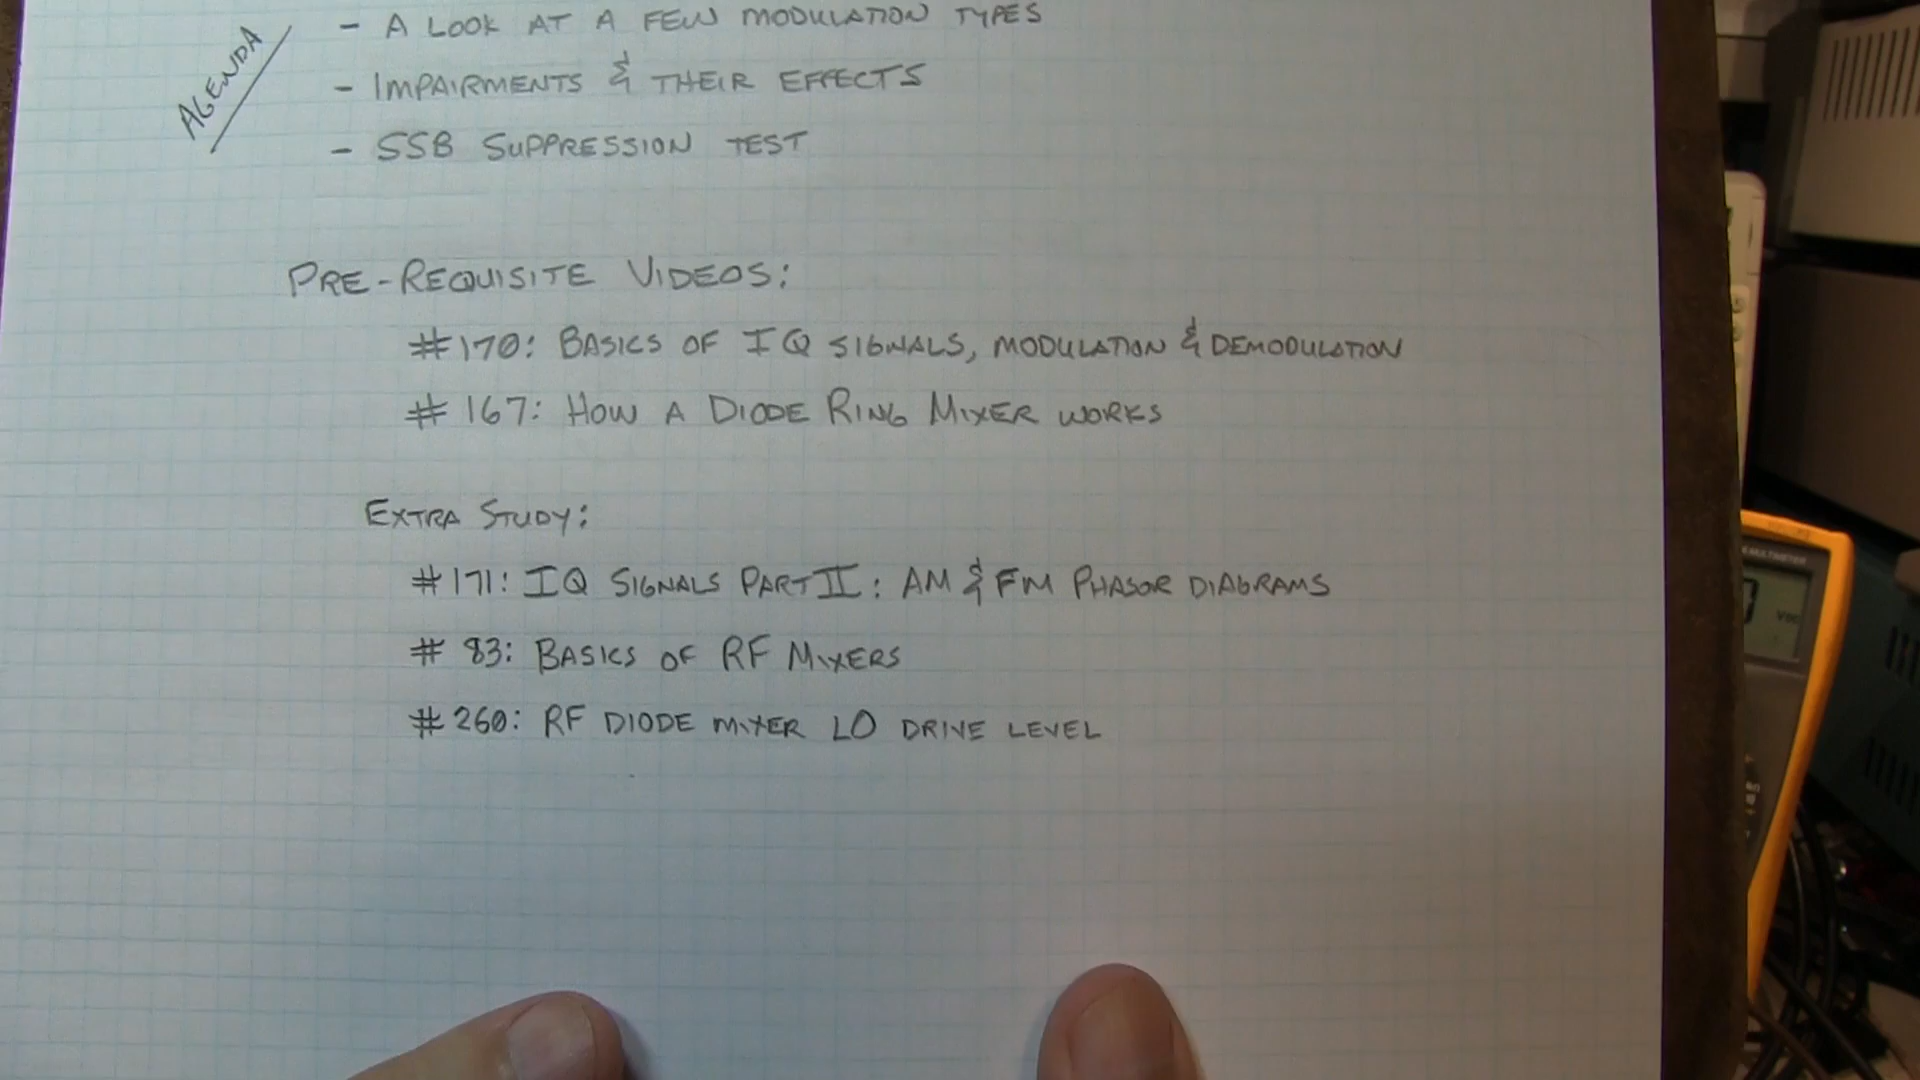 AGENDA
- A LOOK AT A FEW MODULATION TYPES
- IMPAIRMENTS & THEIR EFFECTS
- SSB SUPPRESSION TEST
PRE-REQUISITE VIDEOS:
#170: BASICS OF IQ SIGNALS, MODULATION & DEMODULATION
# 167: HOW A DIODE RING MIXER WORKS
EXTRA STUDY:
#171: IQ SIGNALS PART II: AM & FM PHASOR DIAGRAMS
# 83: BASICS OF RF MIXERS
#260: RF DIODE MIXER LO DRIVE LEVEL